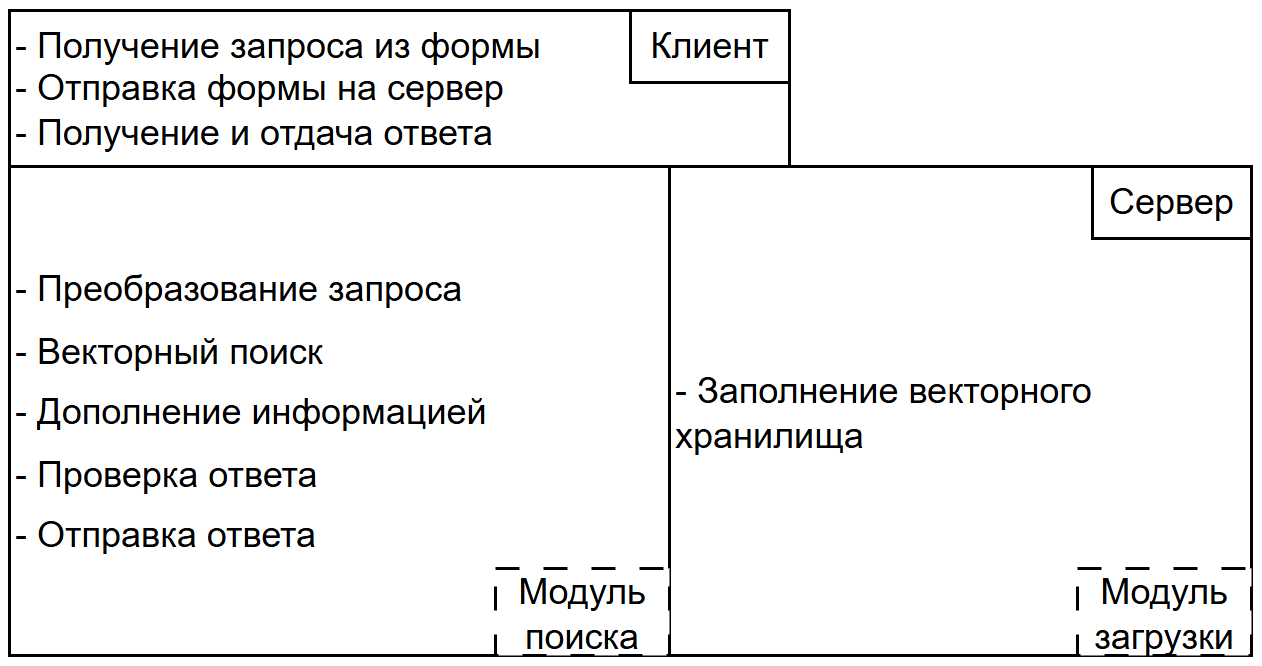 - Получение запроса из формы
Клиент
- Отправка формы на сервер
- Получение и отдача ответа
Сервер
- Преобразование запроса
- Векторный поиск
- Дополнение информацией
- Проверка ответа
- Отправка ответа
Модуль
поиска
- Заполнение векторного
хранилища
Модуль
загрузки